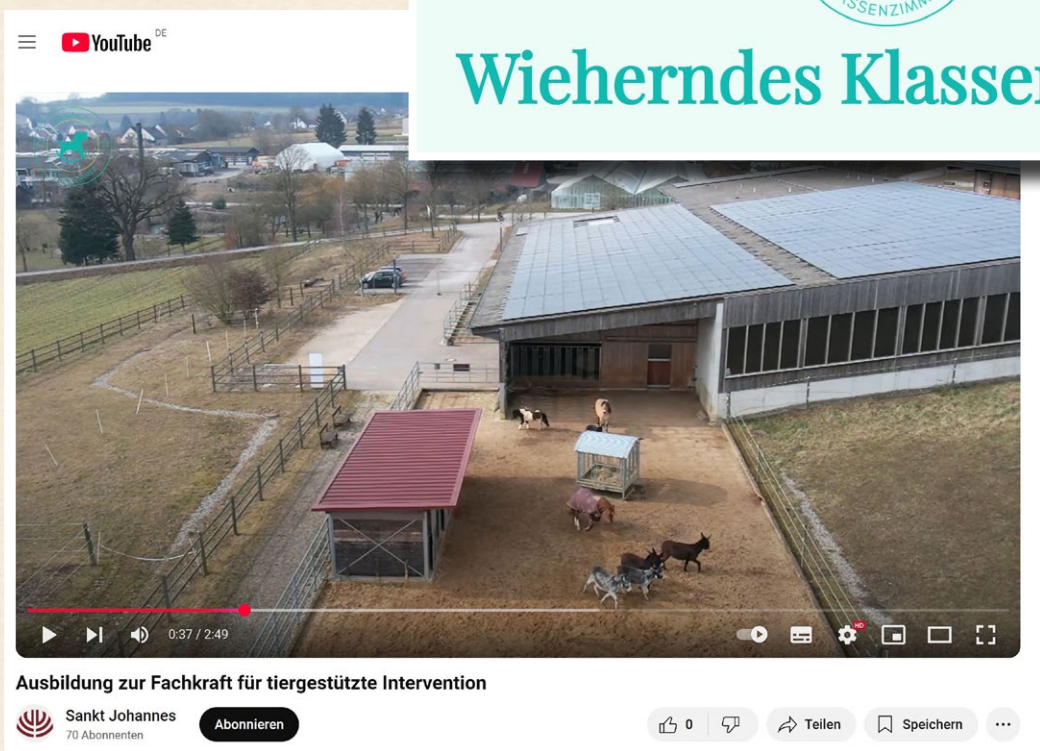 DE
YouTube
Wieherndes Klassen
0:37 / 2:49
HD
Ausbildung zur Fachkraft für tiergestützte Intervention
Sankt Johannes
70 Abonnenten
Abonnieren
0
Teilen
Speichern